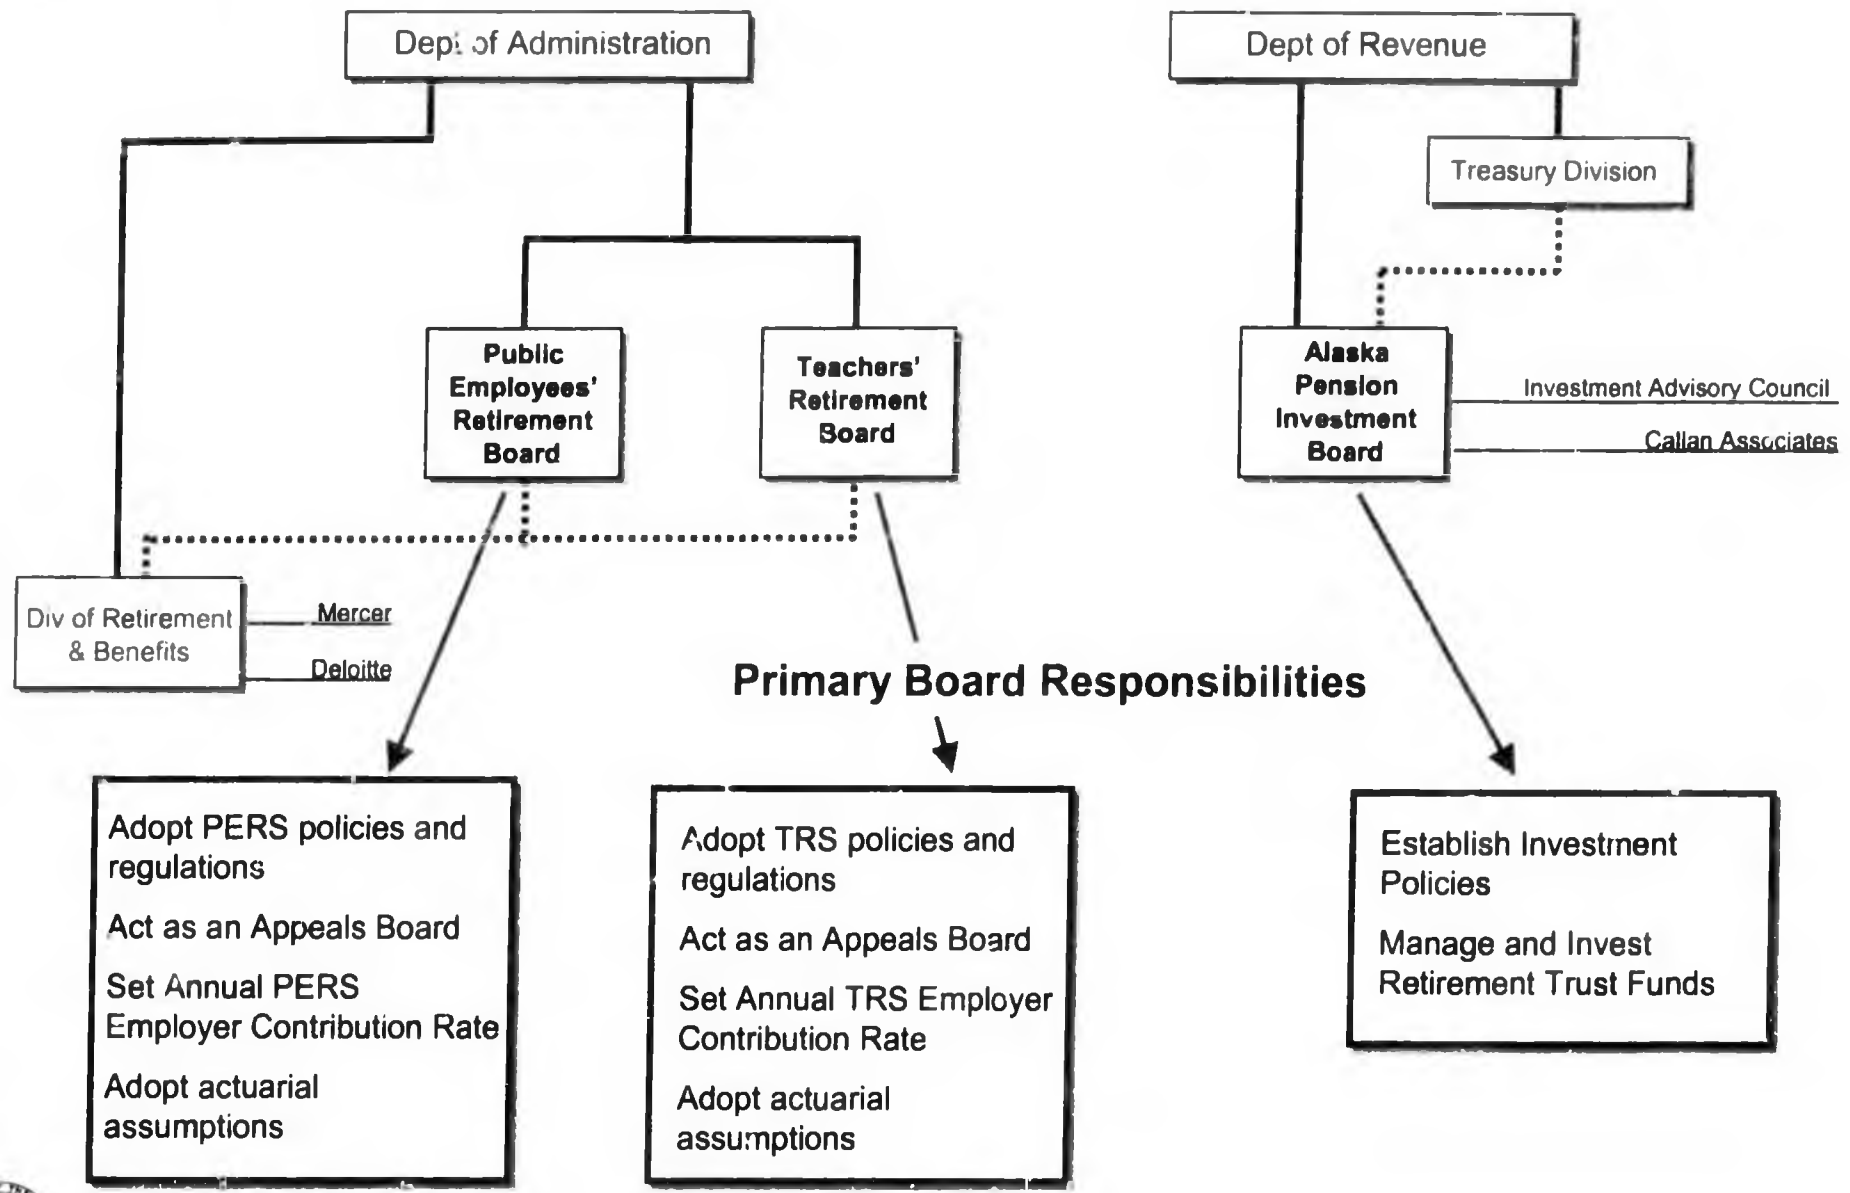 Dept of Administration
Dept of Revenue
Treasury Division
Public
Employees'
Retirement
Board
Teachers'
Retirement
Board
Alaska
Pension
Investment
Board
Investment Advisory Council
Callan Associates
Div of Retirement
& Benefits
Mercer
Deloitte
Primary Board Responsibilities
Adopt PERS policies and
regulations
Act as an Appeals Board
Set Annual PERS
Employer Contribution Rate
Adopt actuarial
assumptions
Adopt TRS policies and
regulations
Act as an Appeals Board
Set Annual TRS Employer
Contribution Rate
Adopt actuarial
assumptions
Establish Investment
Policies
Manage and Invest
Retirement Trust Funds